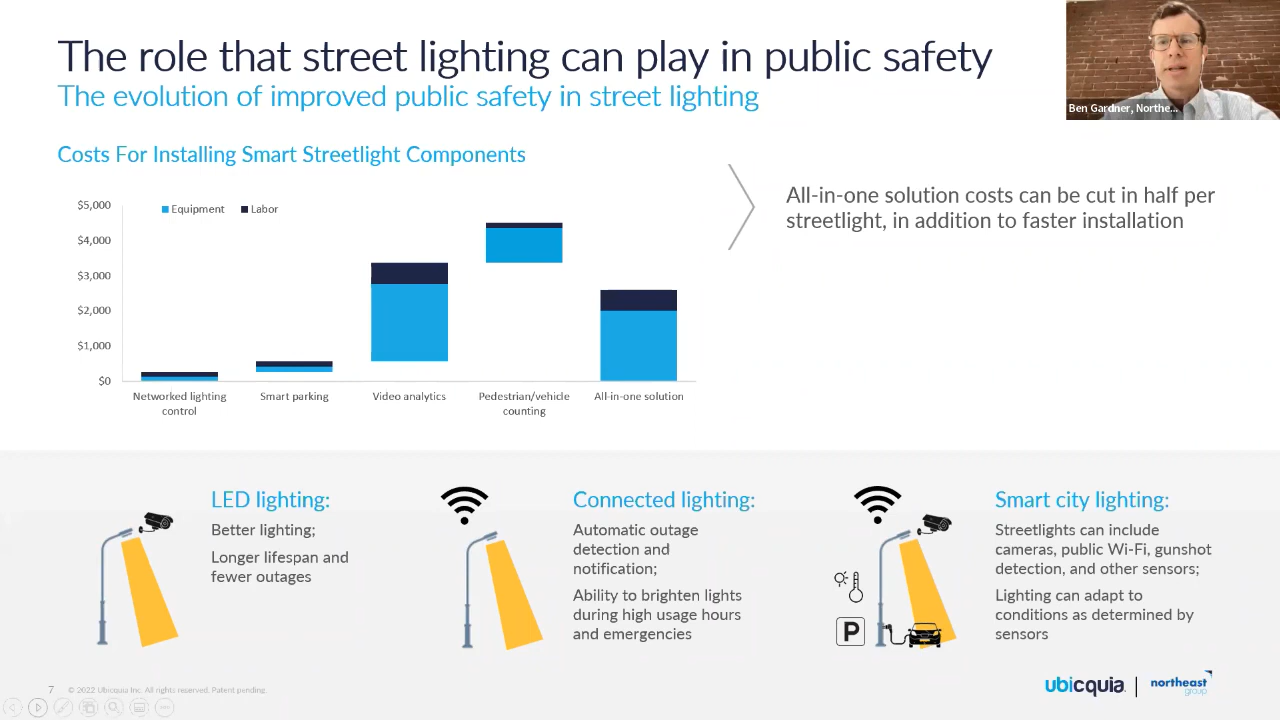 The role that street lighting can play in public safety
The evolution of improved public safety in street lighting
Ben Gardner, Northe...
Costs For Installing Smart Streetlight Components
$5,000
$4,000
$3,000
$2,000
$1,000
$0
Equipment
Labor
Networked lighting
control
Smart parking
Video analytics
Pedestrian/vehicle
counting
All-in-one solution
All-in-one solution costs can be cut in half per
streetlight, in addition to faster installation
LED lighting:
Better lighting;
Longer lifespan and
fewer outages
Connected lighting:
Automatic outage
detection and
notification;
Ability to brighten lights
during high usage hours
and emergencies
P
Smart city lighting:
Streetlights can include
cameras, public Wi-Fi, gunshot
detection, and other sensors;
Lighting can adapt to
conditions as determined by
sensors
7
© 2022 Ubicquia Inc. All rights reserved. Patent pending.
ubicquia
northeast
group